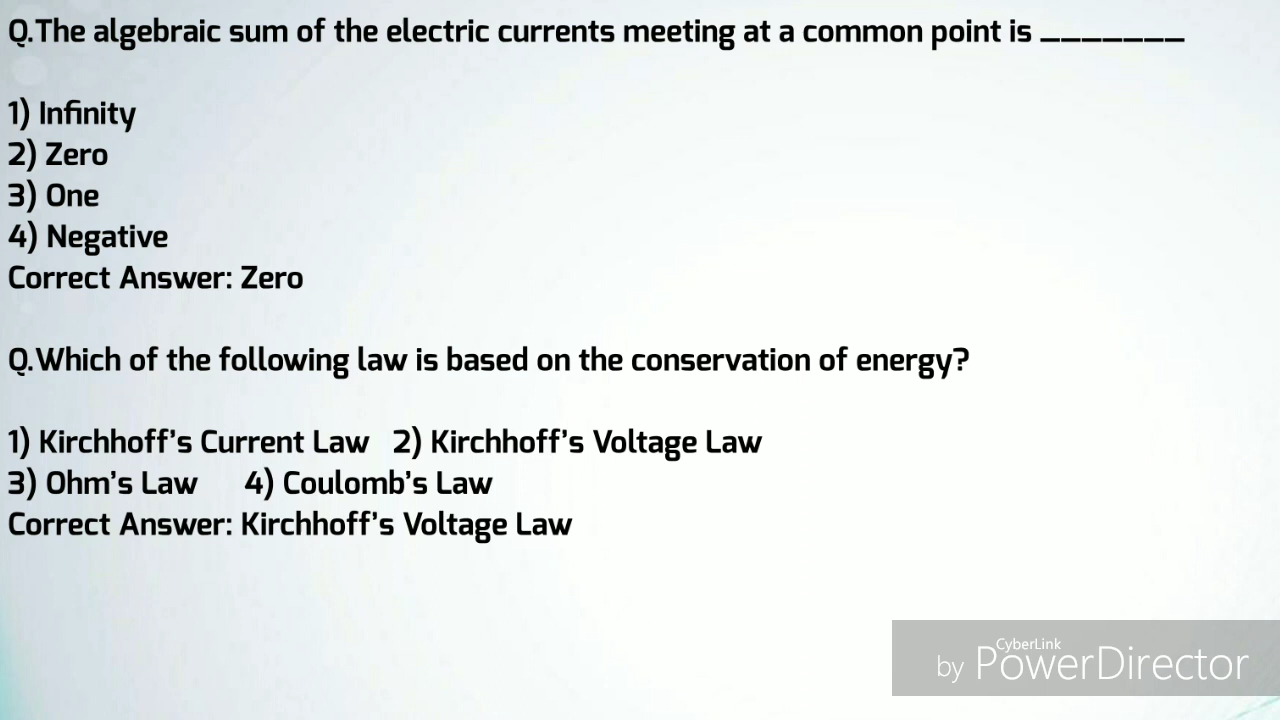 Q.The algebraic sum of the electric currents meeting at a common point is _______
1) Infinity
2) Zero
3) One
4) Negative
Correct Answer: Zero
Q.Which of the following law is based on the conservation of energy?
1) Kirchhoff’s Current Law 2) Kirchhoff’s Voltage Law
3) Ohm’s Law 4) Coulomb’s Law
Correct Answer: Kirchhoff’s Voltage Law
CyberLink
by PowerDirector